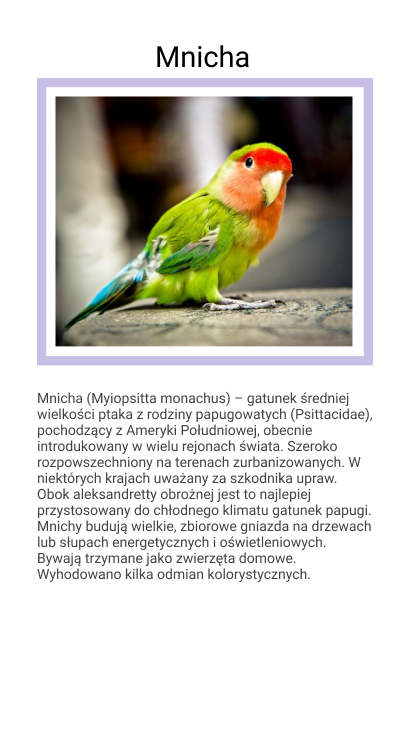 Mnicha
Mnicha (Myiopsitta monachus) – gatunek średniej
wielkości ptaka z rodziny papugowatych (Psittacidae),
pochodzący z Ameryki Południowej, obecnie
introdukowany w wielu rejonach świata. Szeroko
rozpowszechniony na terenach zurbanizowanych. W
niektórych krajach uważany za szkodnika upraw.
Obok aleksandretty obrożnej jest to najlepiej
przystosowany do chłodnego klimatu gatunek papugi.
Mnichy budują wielkie, zbiorowe gniazda na drzewach
lub słupach energetycznych i oświetleniowych.
Bywają trzymane jako zwierzęta domowe.
Wyhodowano kilka odmian kolorystycznych.